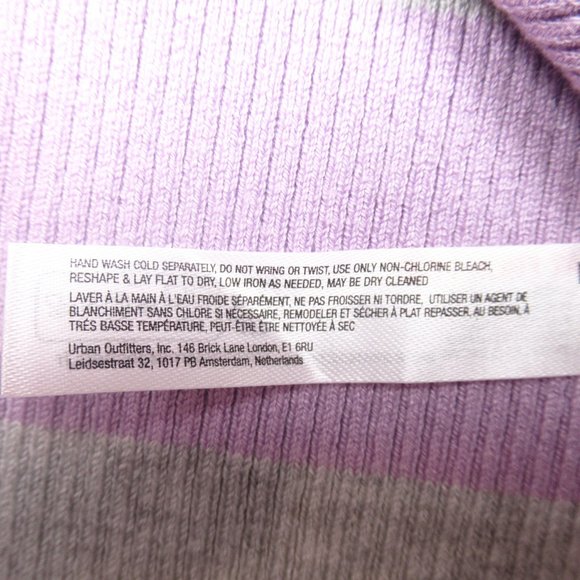 HAND WASH COLD SEPARATELY, DO NOT WRING OR TWIST, USE ONLY NON-CHLORINE BLEACH,
RESHAPE & LAY FLAT TO DRY, LOW IRON AS NEEDED, MAY BE DRY CLEANED
LAVER À LA MAIN À L'EAU FROIDE SÉPARÉMENT, NE PAS FROISSER NI TORDRE, UTILISER UN AGENT DE
BLANCHIMENT SANS CHLORE SI NÉCESSAIRE, REMODELER ET SÉCHER À PLAT REPASSER, AU BESOIN, À
TRÈS BASSE TEMPÉRATURE, PEUT-ÊTRE ÊTRE NETTOYÉE À SEC
Urban Outfitters, Inc. 146 Brick Lane London, E1 6RU
Leidsestraat 32, 1017 PB Amsterdam, Netherlands